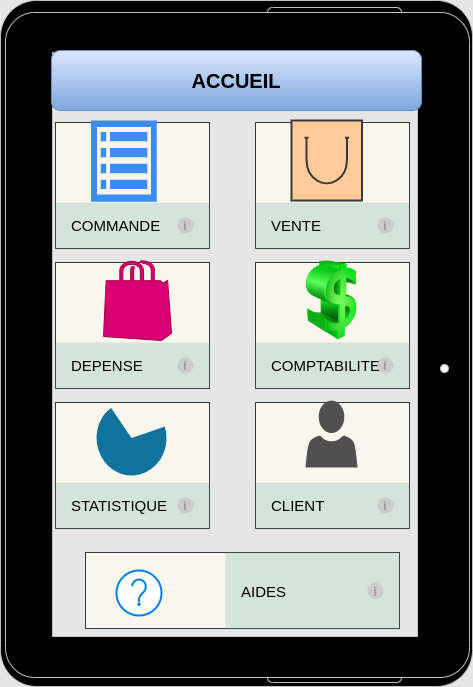 ACCUEIL
COMMANDE i
VENTE i
DEPENSE i
COMPTABILITE i
STATISTIQUE i
CLIENT i
? AIDES i